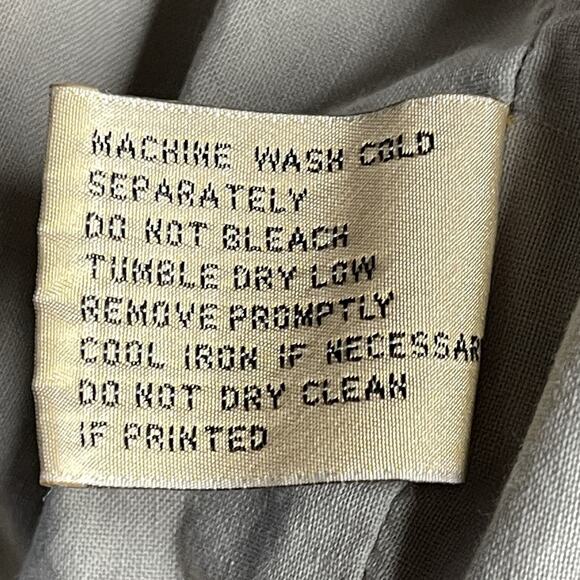 MACHINE WASH COLD
SEPARATELY
DO NOT BLEACH
TUMBLE DRY LOW
REMOVE PROMPTLY
COOL IRON IF NECESSAR
DO NOT DRY CLEAN
IF PRINTED